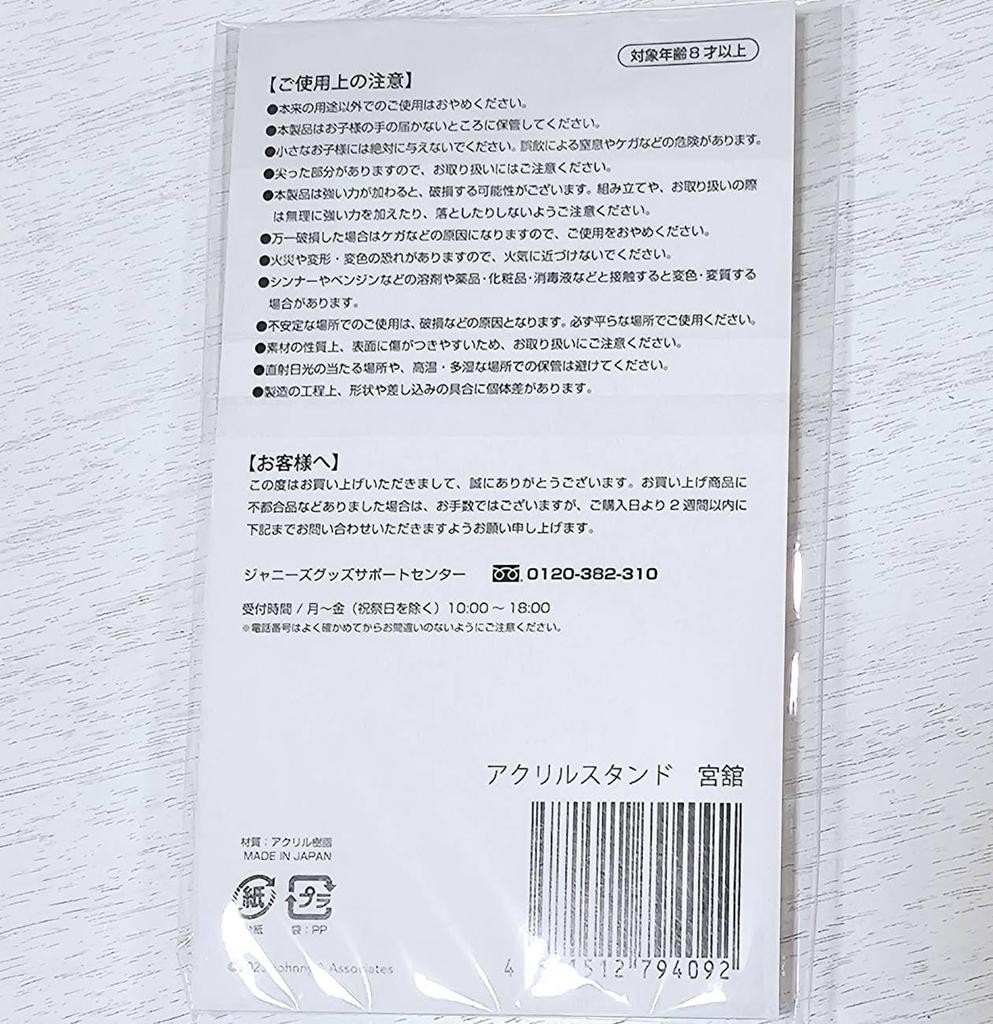 対象年齢8才以上
【ご使用上の注意】
●本来の用途以外でのご使用はおやめください。
●本製品はお子様の手の届かないところに保管してください。
●小さなお子様には絶対に与えないでください。誤飲による窒息やケガなどの危険があります。
●尖った部分がありますので、お取り扱いにはご注意ください。
●本製品は強い力が加わると、破損する可能性がございます。組み立てや、お取り扱いの際
は無理に強い力を加えたり、落としたりしないようご注意ください。
●万一破損した場合はケガなどの原因になりますので、ご使用をおやめください。
●火災や変形・変色の恐れがありますので、火気に近づけないでください。
●シンナーやベンジンなどの溶剤や薬品・化粧品・消毒液などと接触すると変色・変質する
場合があります。
●不安定な場所でのご使用は、破損などの原因となります。必ず平らな場所でご使用ください。
●素材の性質上、表面に傷がつきやすいため、お取り扱いにご注意ください。
●直射日光の当たる場所や、高温・多湿な場所での保管は避けてください。
●製造の工程上、形状や差し込みの具合に個体差があります。
【お客様へ】
この度はお買い上げいただきまして、誠にありがとうございます。お買い上げ商品に
不都合品などありました場合は、お手数ではございますが、ご購入日より2週間以内に
下記までお問い合わせいただきますようお願い申し上げます。
ジャニーズグッズサポートセンター 0120-382-310
受付時間 / 月～金（祝祭日を除く）10:00 ～ 18:00
※電話番号はよく確かめてからお間違いのないようにご注意ください。
アクリルスタンド 宮舘
材質：アクリル樹脂
MADE IN JAPAN
紙 プラ
紙 袋：PP
Johnny & Associates
4 1512 794092